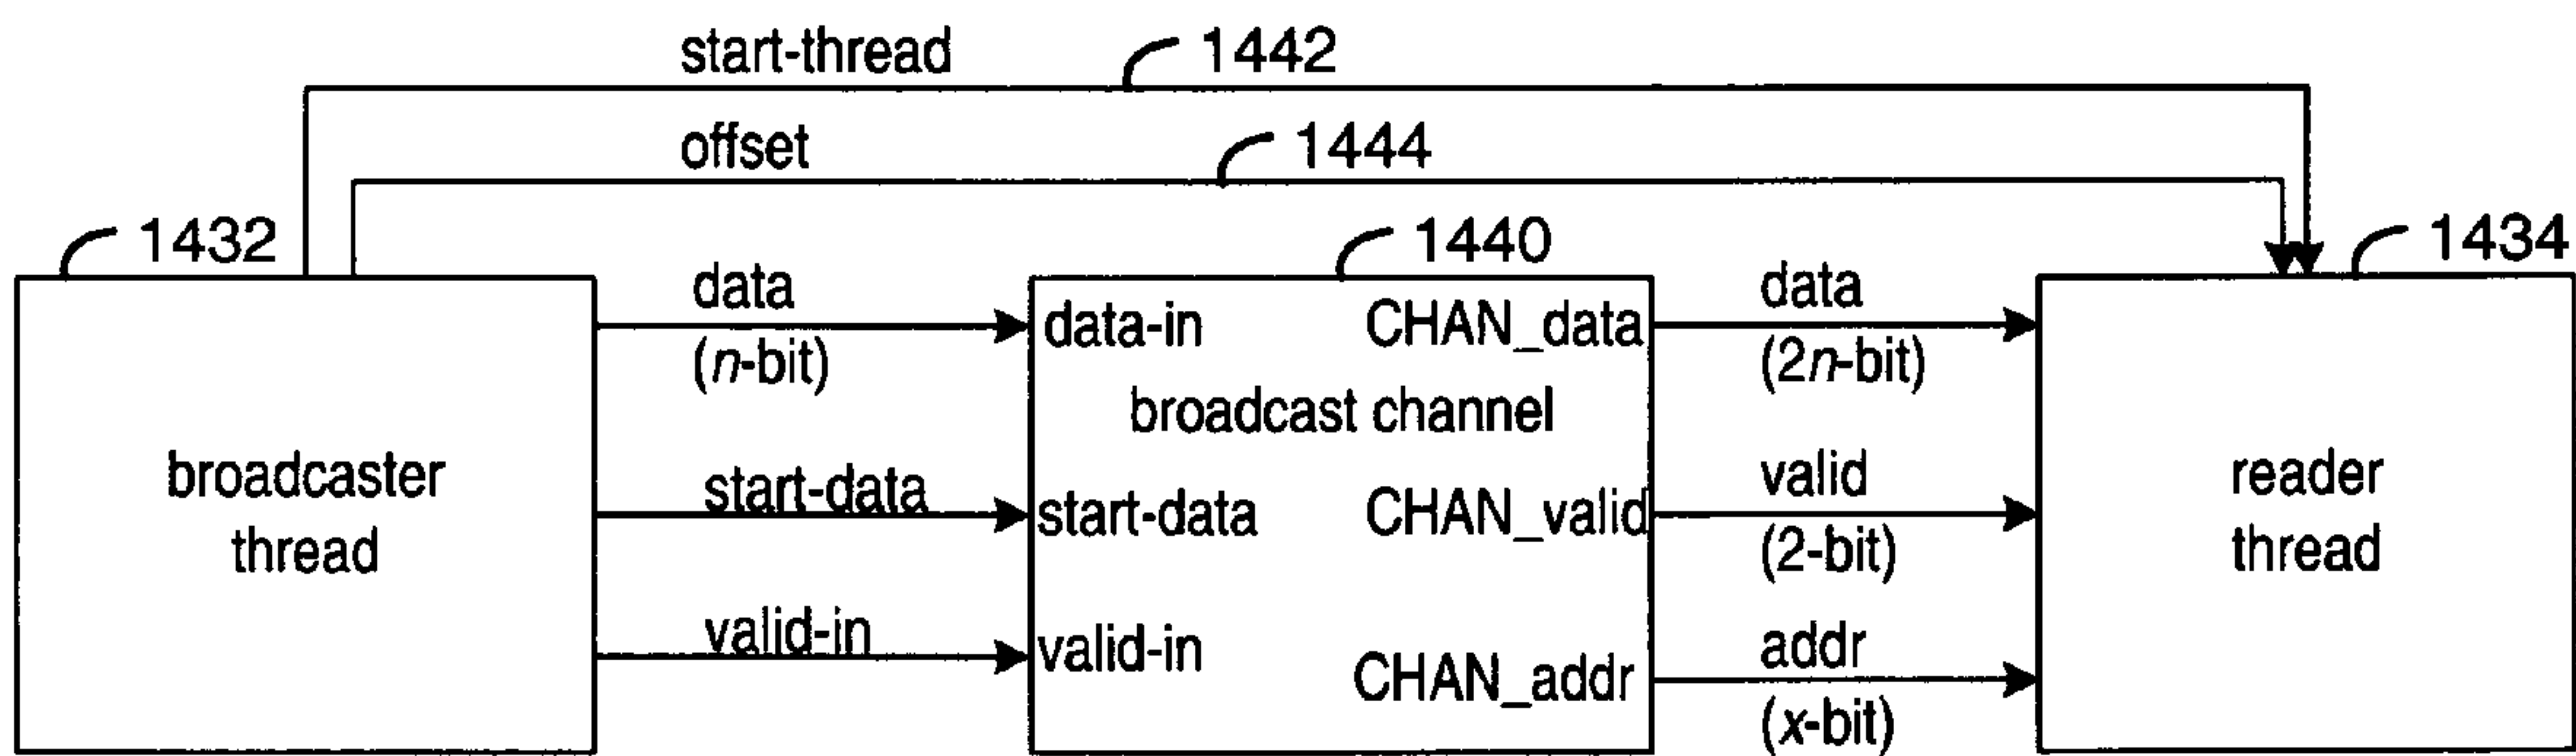 start-thread 1442
offset 1444
1432 1440 1434
data data
data-in CHAN_data
(n-bit) (2n-bit)
broadcast channel
broadcaster start-data valid reader
start-data CHAN_valid
thread (2-bit) thread
valid-in addr
valid-in CHAN_addr
(x-bit)